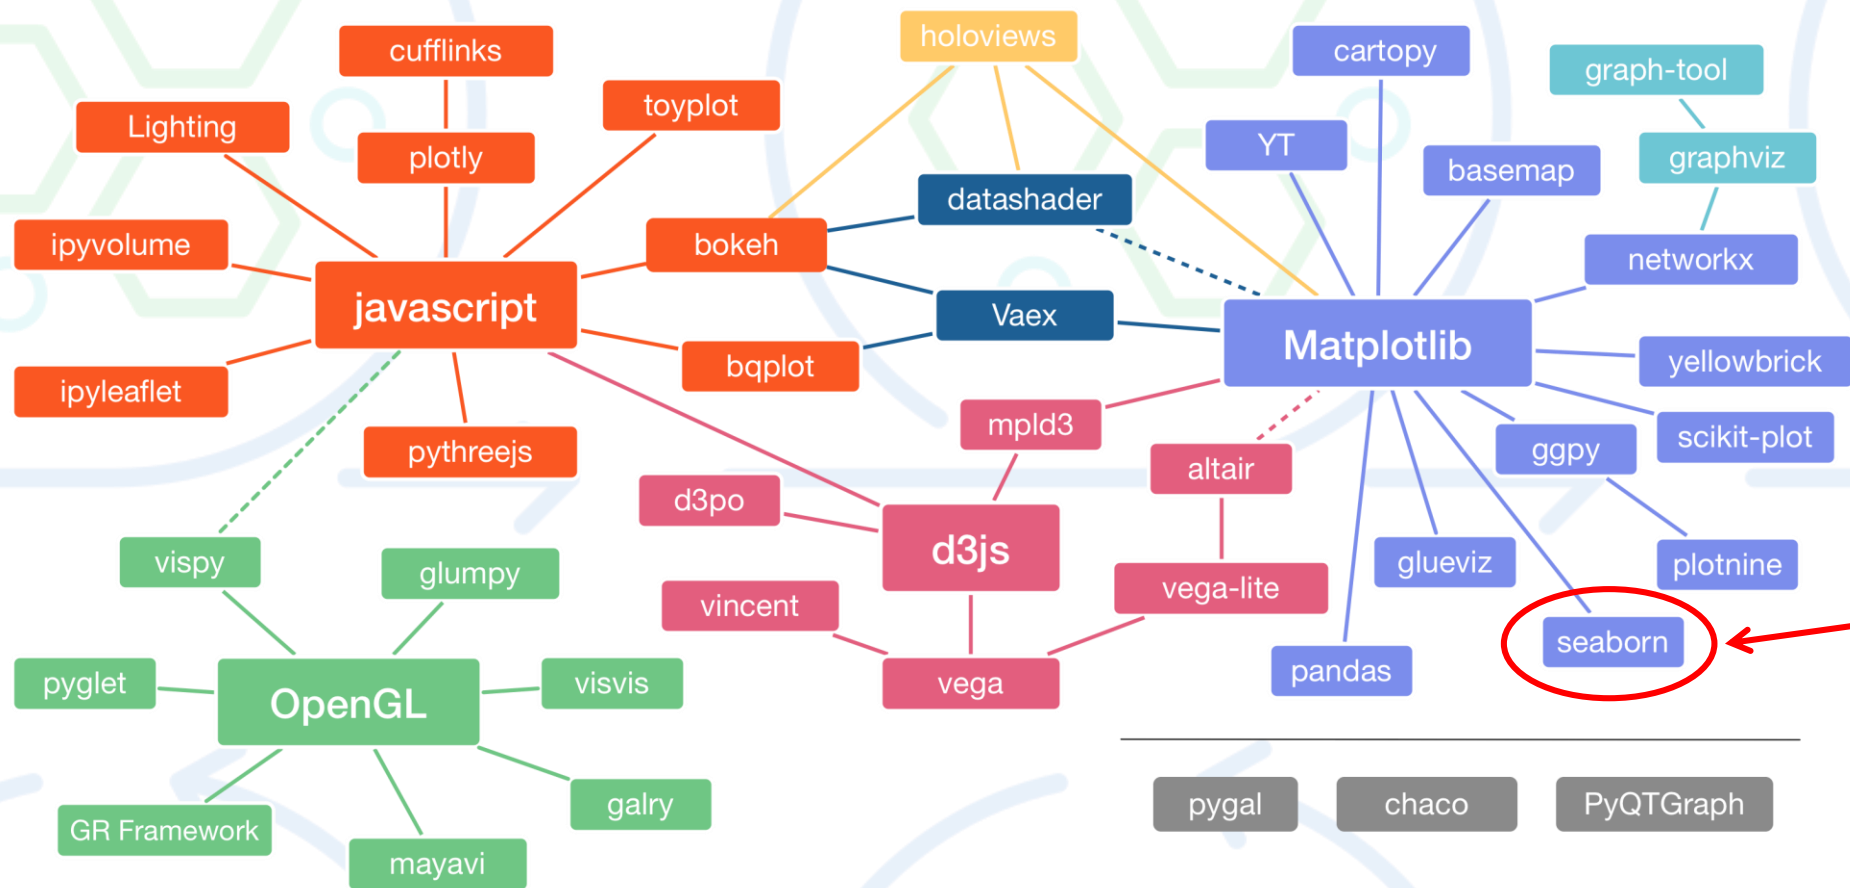 holoviews
cufflinks
cartopy
graph-tool
toyplot
Lighting
YT
plotly
graphviz
basemap
datashader
ipyvolume
bokeh
networkx
javascript
Vaex
Matplotlib
yellowbrick
bqplot
ipyleaflet
mpld3
scikit-plot
pythreejs
ggpy
altair
d3po
d3js
vispy
glumpy
glueviz
plotnine
vega-lite
vincent
seaborn
pandas
pyglet
visvis
vega
OpenGL
galry
pygal
chaco
PyQTGraph
GR Framework
mayavi